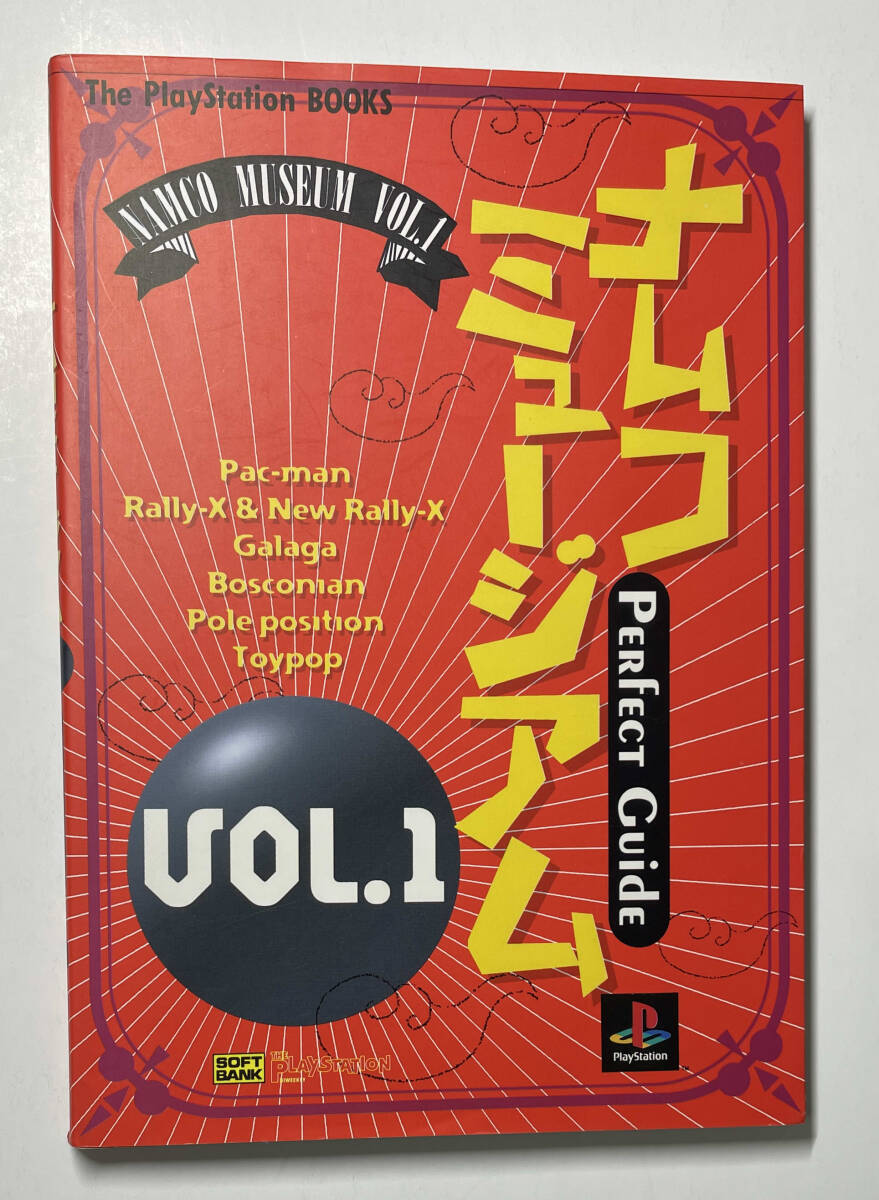 The PlayStation BOOKS
NAMCO MUSEUM VOL.1
ナムコ
ミュージアム
PERFECT GUIDE
Pac-man
Rally-X & New Rally-X
Galaga
Bosconian
Pole position
Toypop
VOL.1
SOFT
BANK
THE
PLAYSTATION
BIWEEKLY
PlayStation